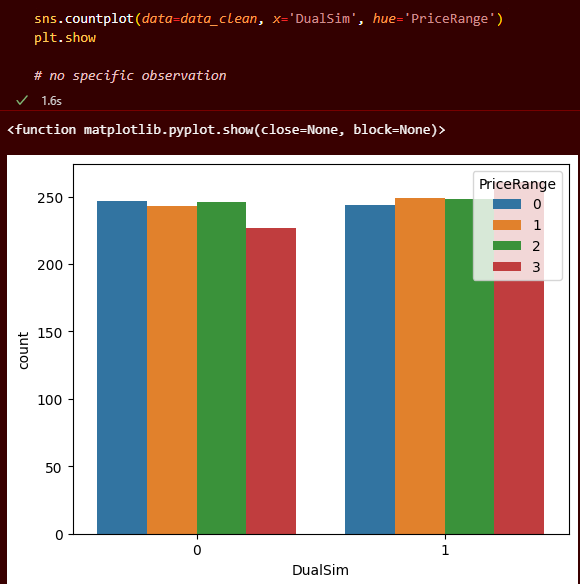 sns.countplot(data=data_clean, x='DualSim', hue='PriceRange')
plt.show
# no specific observation
1.6s
<function matplotlib.pyplot.show(close=None, block=None)>
PriceRange
0
1
2
3
250
200
150
100
50
0
count
0 1
DualSim